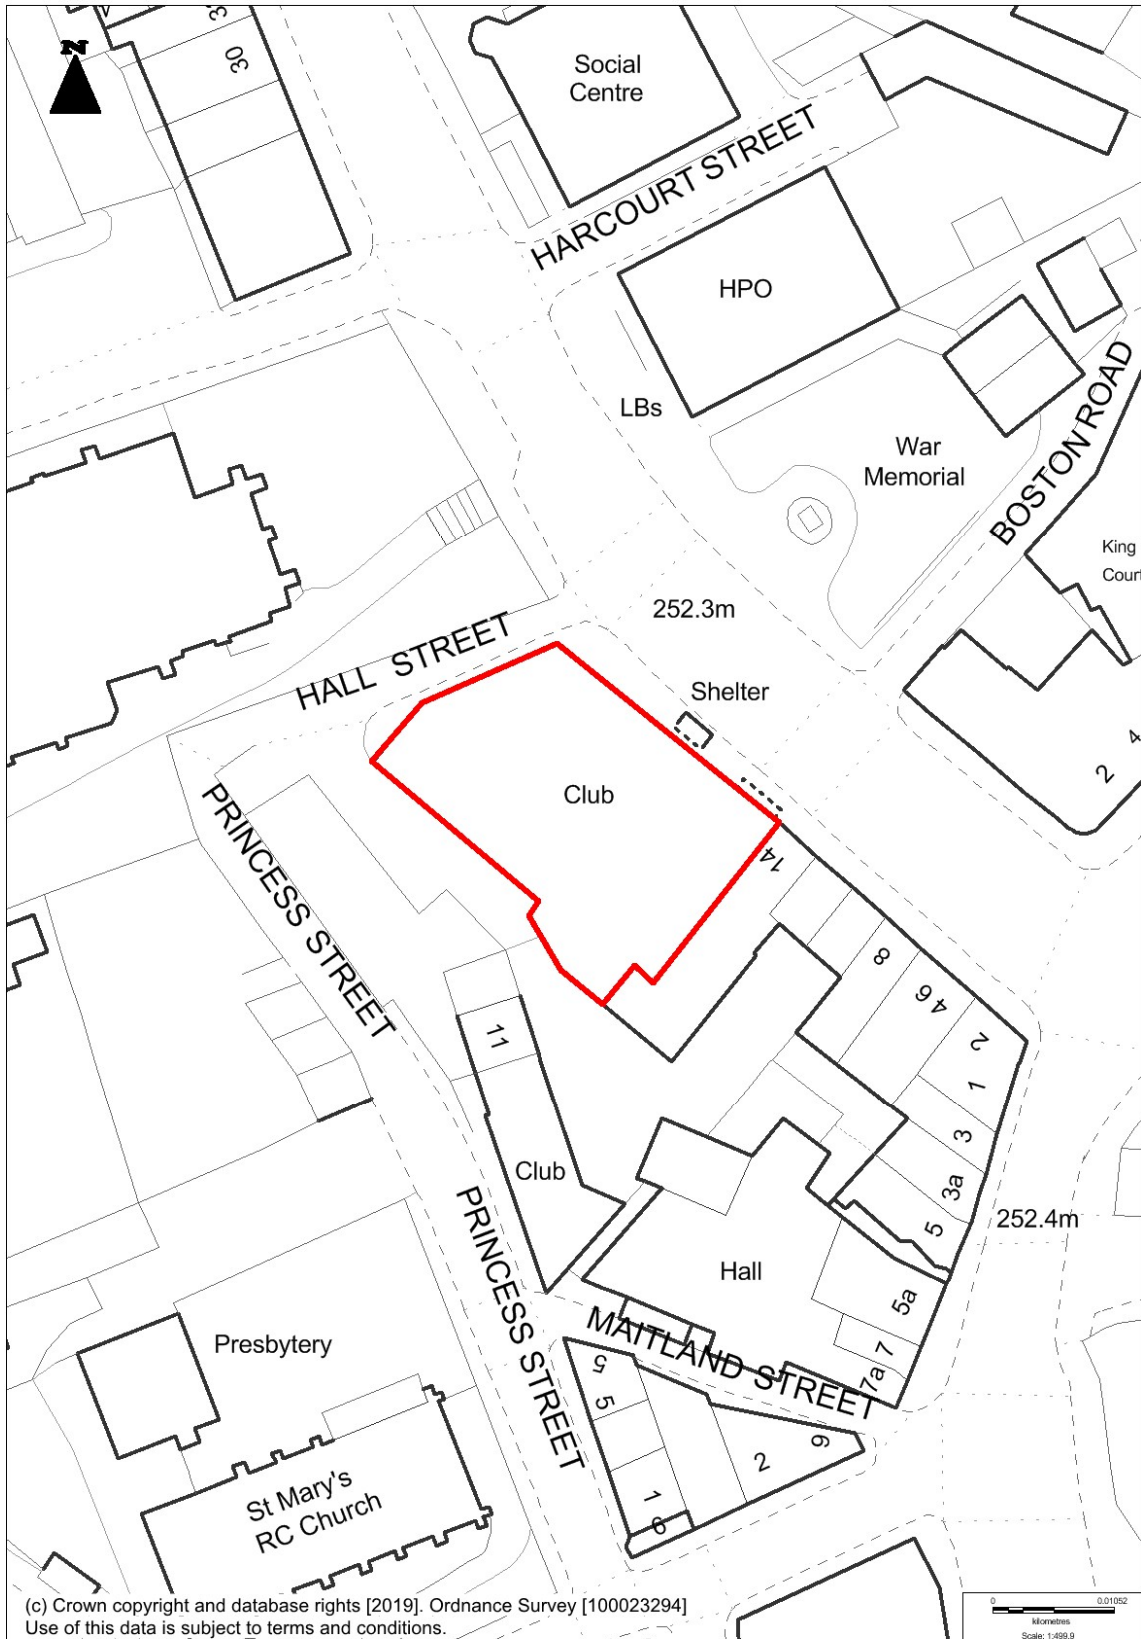 N
30
Social
Centre
HARCOURT STREET
HPO
LBs
War
Memorial
BOSTON ROAD
King
Court
252.3m
HALL STREET
Shelter
Club
2
4
14
PRINCESS STREET
8
4 6
2
1
3
3a
5
11
Club
252.4m
Hall
5a
7
7a
PRINCESS STREET
MAITLAND STREET
Presbytery
5
5
9
2
1
6
St Mary's
RC Church
(c) Crown copyright and database rights [2019]. Ordnance Survey [100023294]
Use of this data is subject to terms and conditions.
0 0.01052
kilometres
Scale: 1:499.9